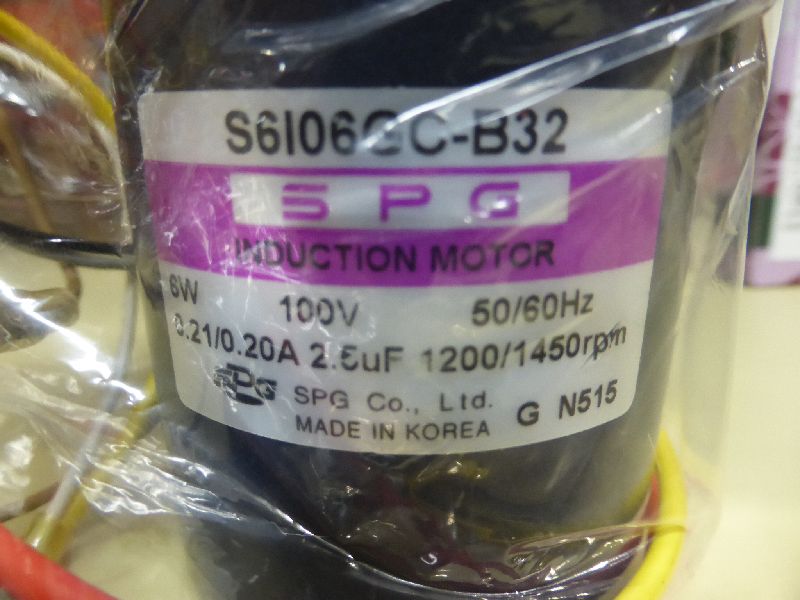 S6I06GC-B32
SPG
INDUCTION MOTOR
6W 100V 50/60Hz
0.21/0.20A 2.5uF 1200/1450rpm
SPG SPG Co., Ltd. G N515
MADE IN KOREA